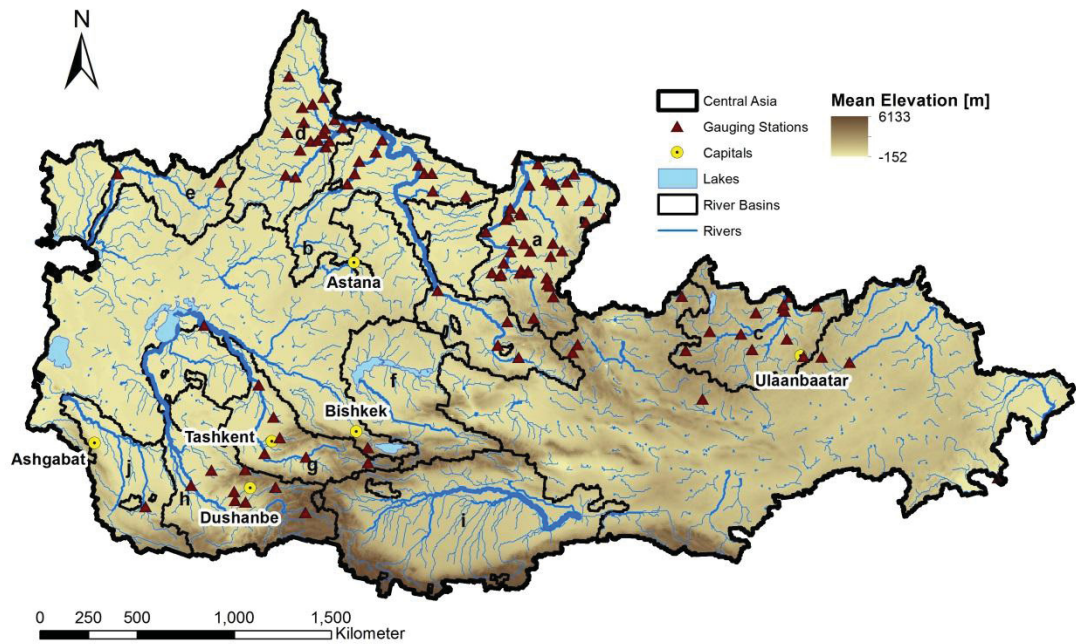 N
Central Asia
Gauging Stations
Capitals
Lakes
River Basins
Rivers
Mean Elevation [m]
6133
-152
d
e
a
b
Astana
c
Ulaanbaatar
f
Bishkek
Tashkent
Ashgabat
g
j
h
Dushanbe
i
0 250 500 1,000 1,500
Kilometer